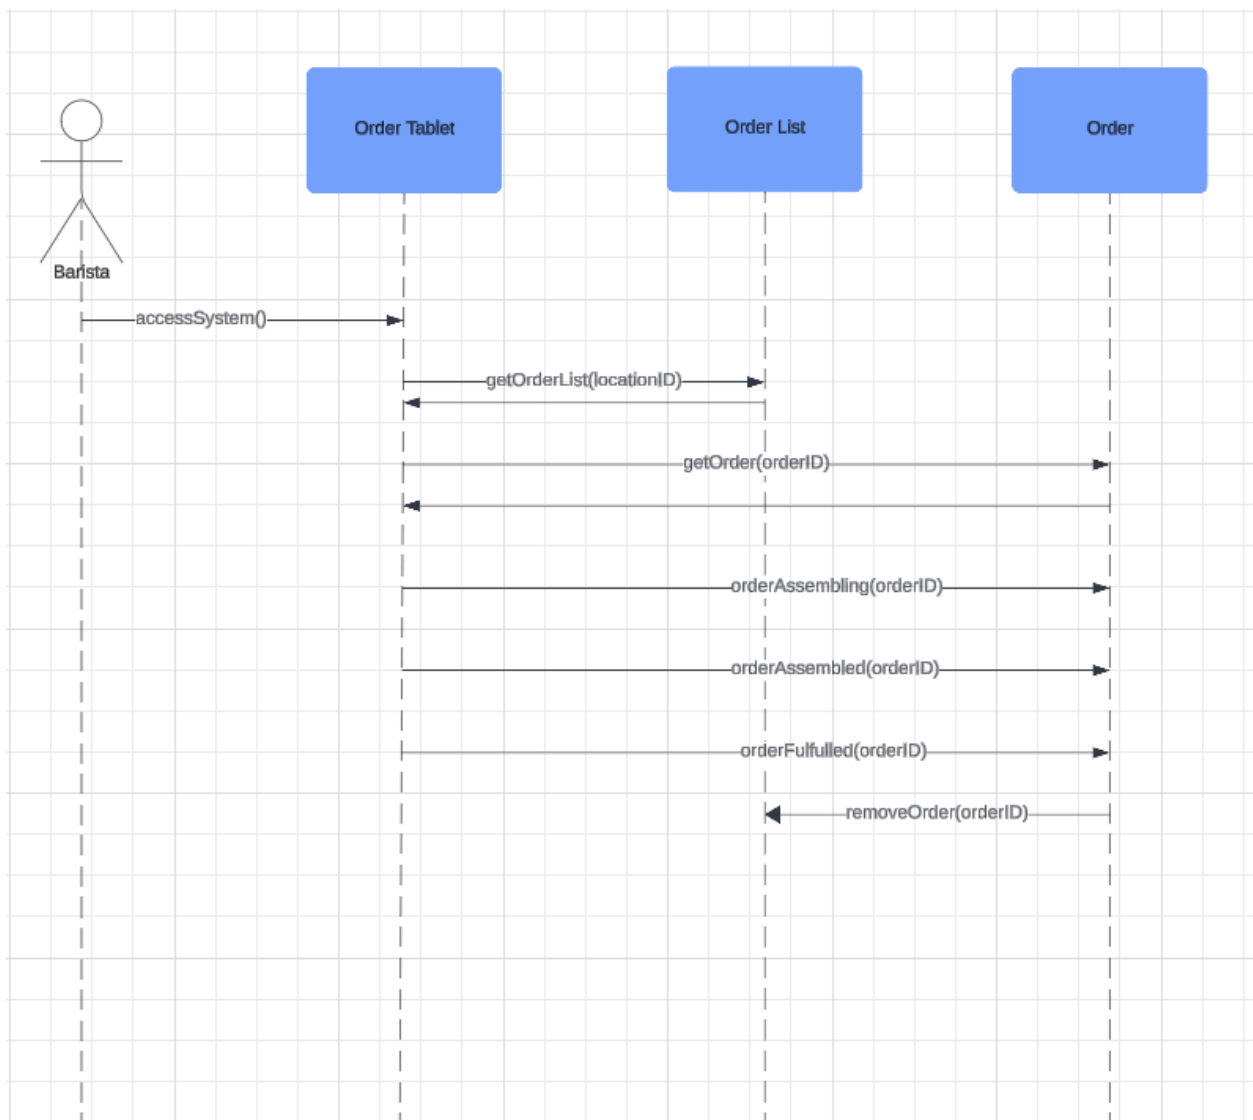 Order Tablet
Order List
Order
Barista
accessSystem()
getOrderList(locationID)
getOrder(orderID)
orderAssembling(orderID)
orderAssembled(orderID)
orderFulfulled(orderID)
removeOrder(orderID)